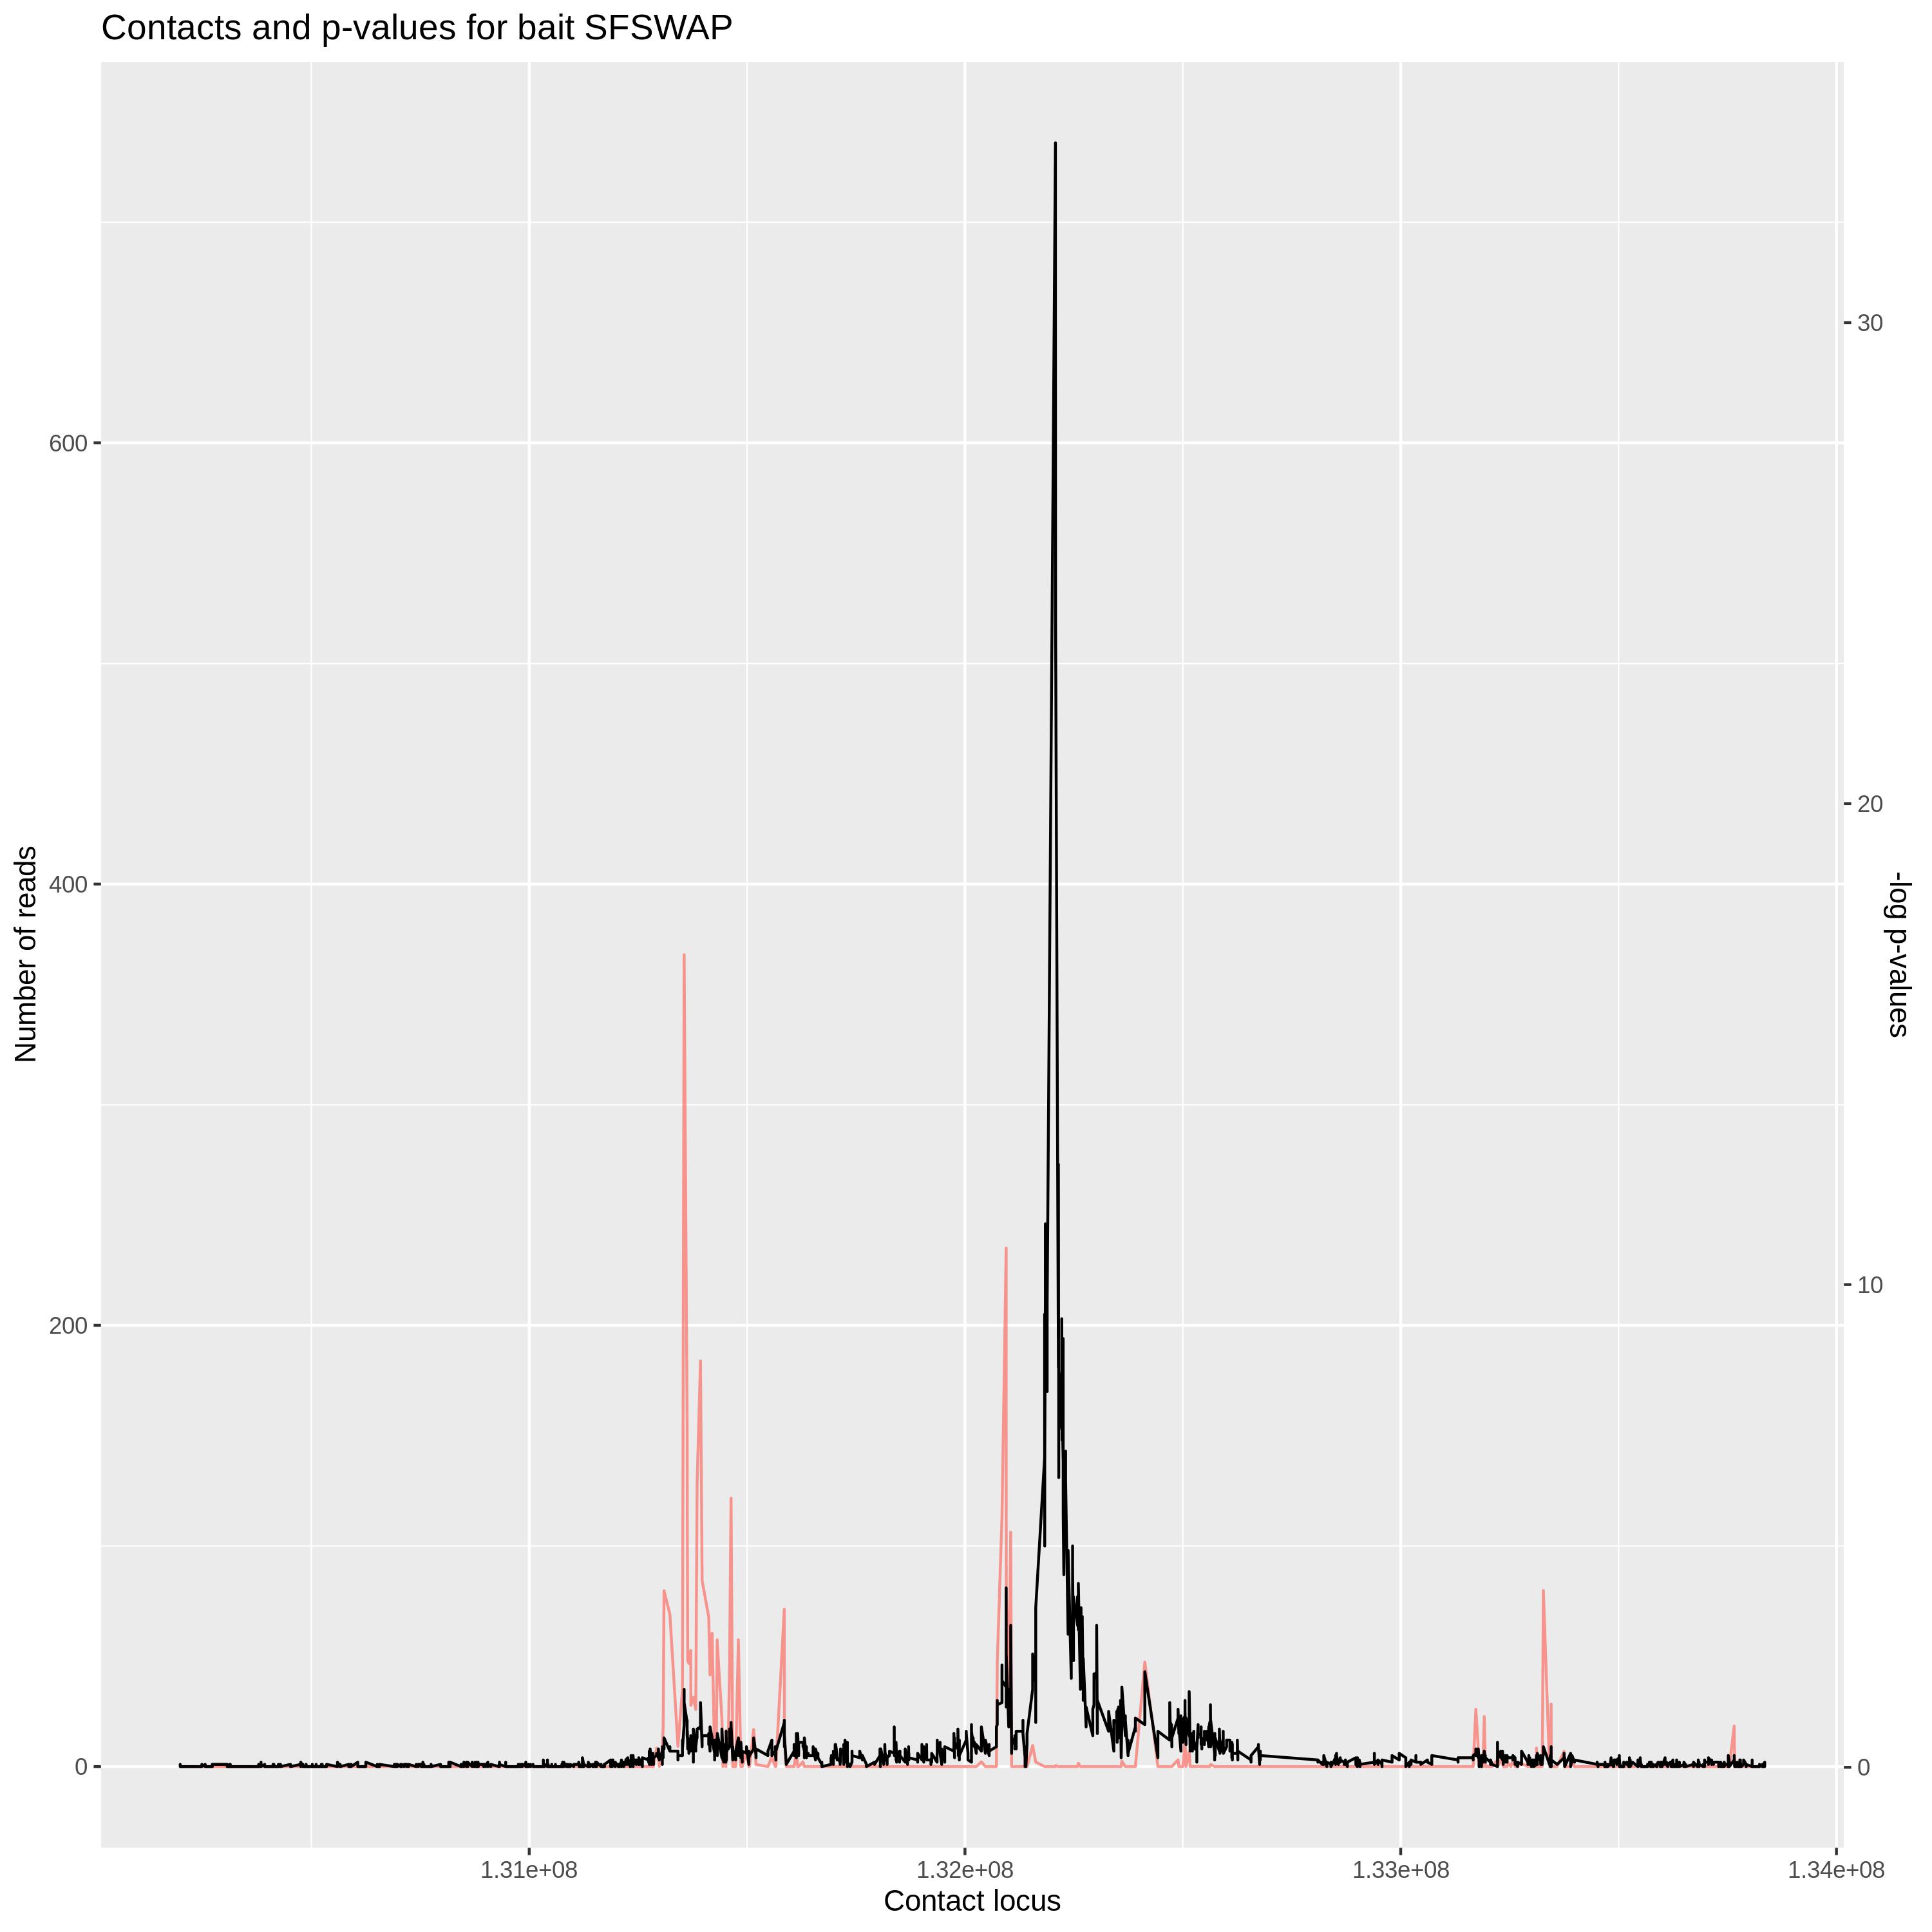 Contacts and p-values for bait SFSWAP
Number of reads
600
400
200
0
30
20
10
0
-log p-values
1.31e+08
1.32e+08
1.33e+08
1.34e+08
Contact locus